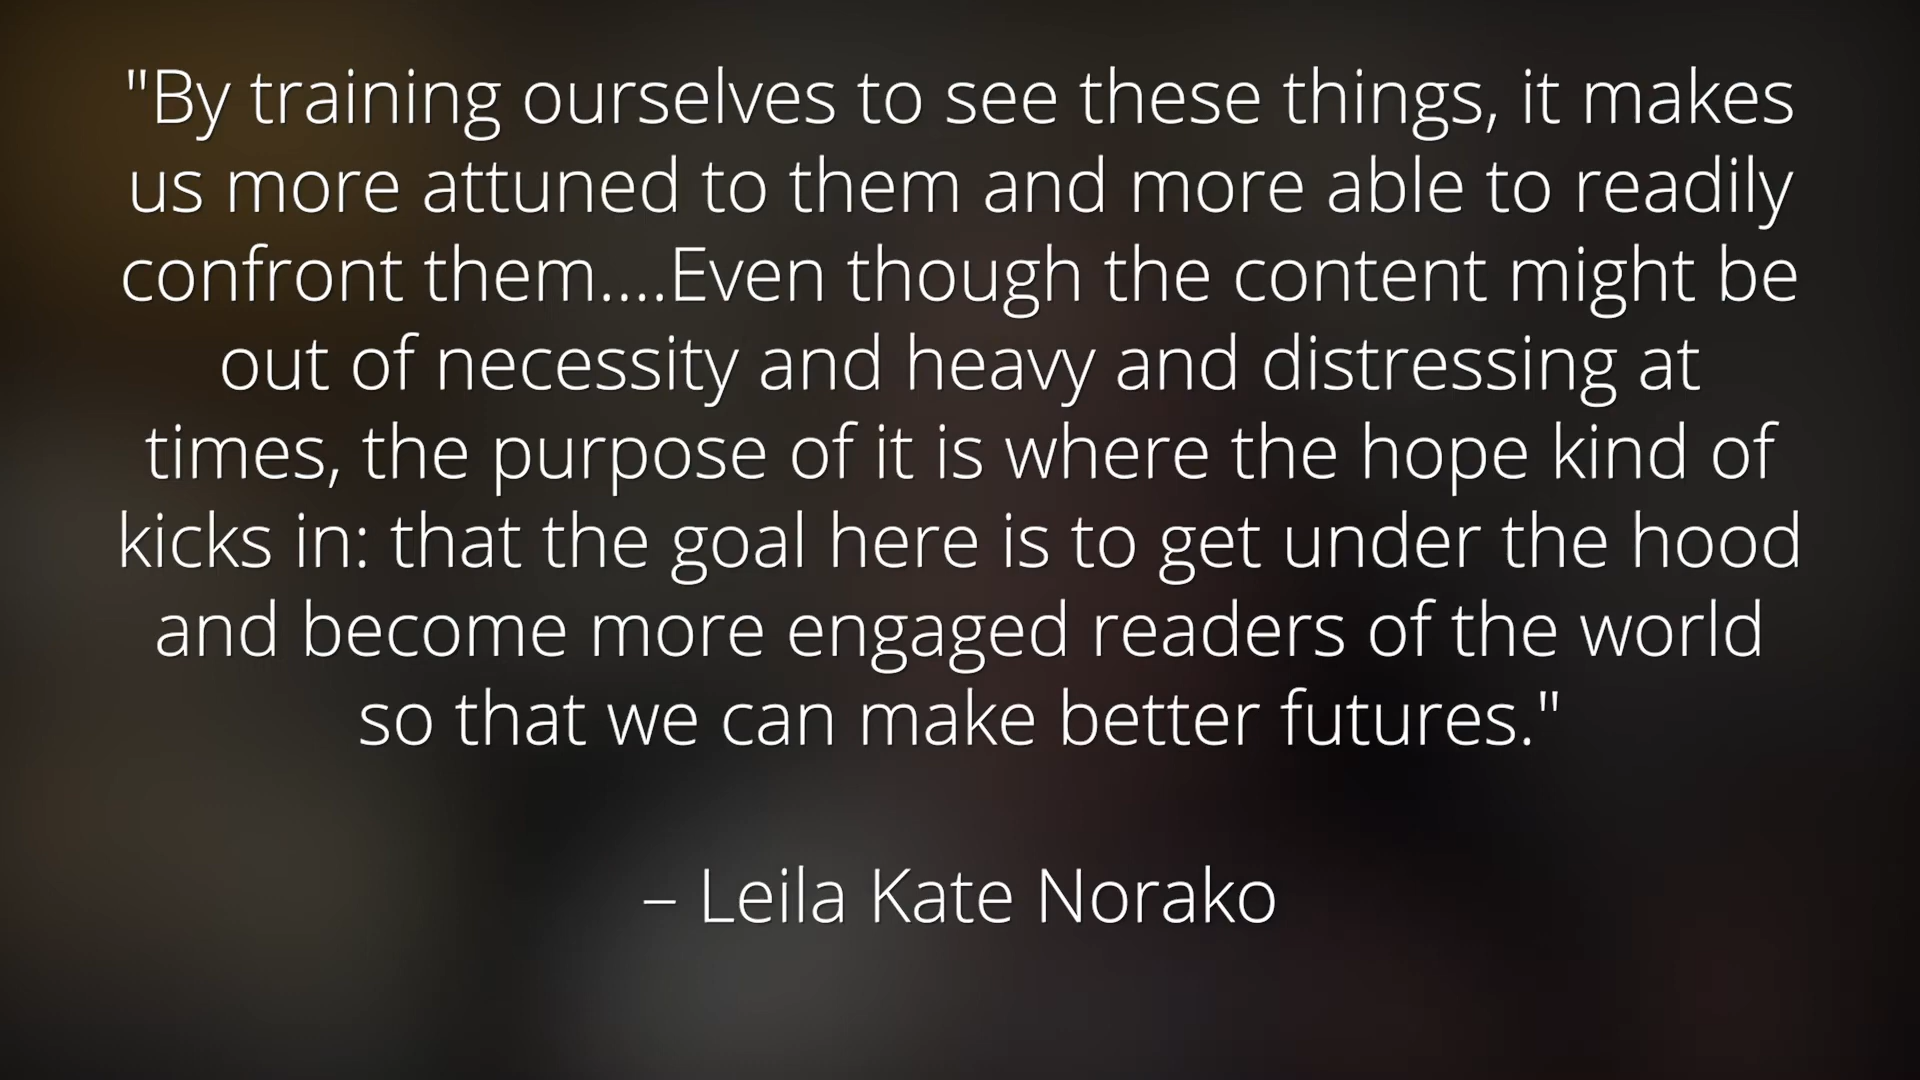 "By training ourselves to see these things, it makes
us more attuned to them and more able to readily
confront them....Even though the content might be
out of necessity and heavy and distressing at
times, the purpose of it is where the hope kind of
kicks in: that the goal here is to get under the hood
and become more engaged readers of the world
so that we can make better futures."
– Leila Kate Norako